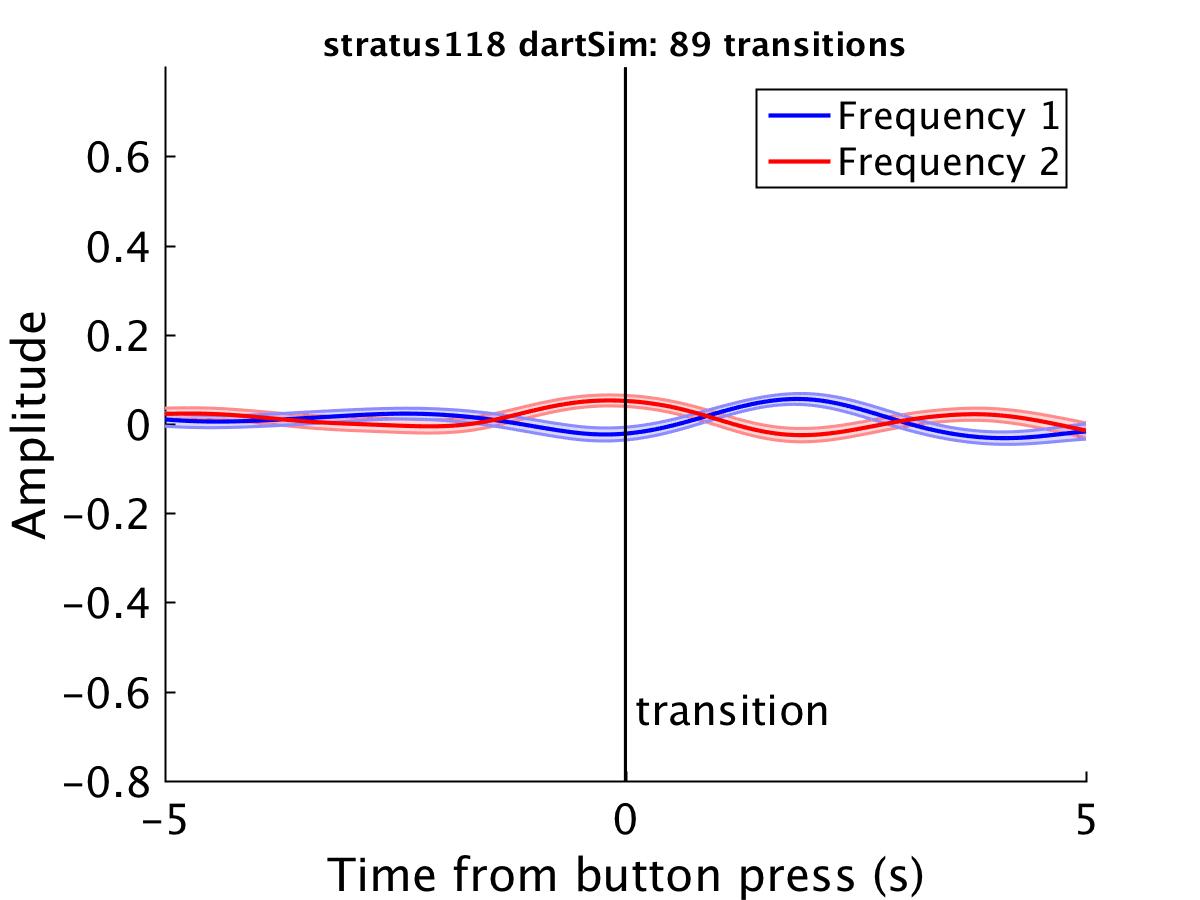 stratus118 dartSim: 89 transitions
Frequency 1
Frequency 2
0.6
0.4
0.2
0
−0.2
−0.4
−0.6
−0.8
Amplitude
transition
−5
0
5
Time from button press (s)